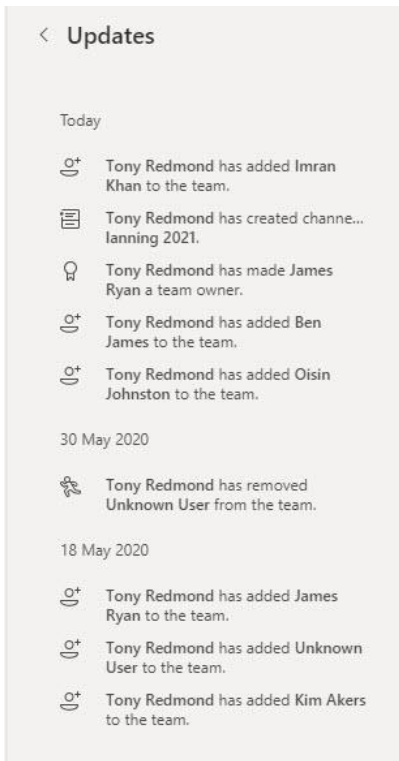 Updates
Today
Tony Redmond has added Imran
Khan to the team.
Tony Redmond has created channe...
lanning 2021.
Tony Redmond has made James
Ryan a team owner.
Tony Redmond has added Ben
James to the team.
Tony Redmond has added Oisin
Johnston to the team.
30 May 2020
Tony Redmond has removed
Unknown User from the team.
18 May 2020
Tony Redmond has added James
Ryan to the team.
Tony Redmond has added Unknown
User to the team.
Tony Redmond has added Kim Akers
to the team.